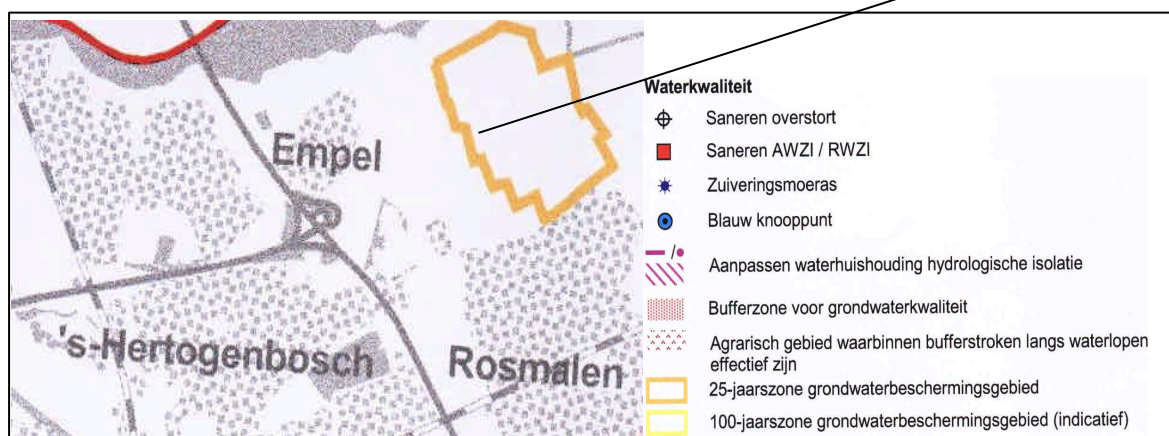 Empel
's-Hertogenbosch
Rosmalen
Waterkwaliteit
Saneren overstort
Saneren AWZI / RWZI
Zuiveringsmoeras
Blauw knooppunt
Aanpassen waterhuishouding hydrologische isolatie
Bufferzone voor grondwaterkwaliteit
Agrarisch gebied waarbinnen bufferstroken langs waterlopen
effectief zijn
25-jaarszone grondwaterbeschermingsgebied
100-jaarszone grondwaterbeschermingsgebied (indicatief)